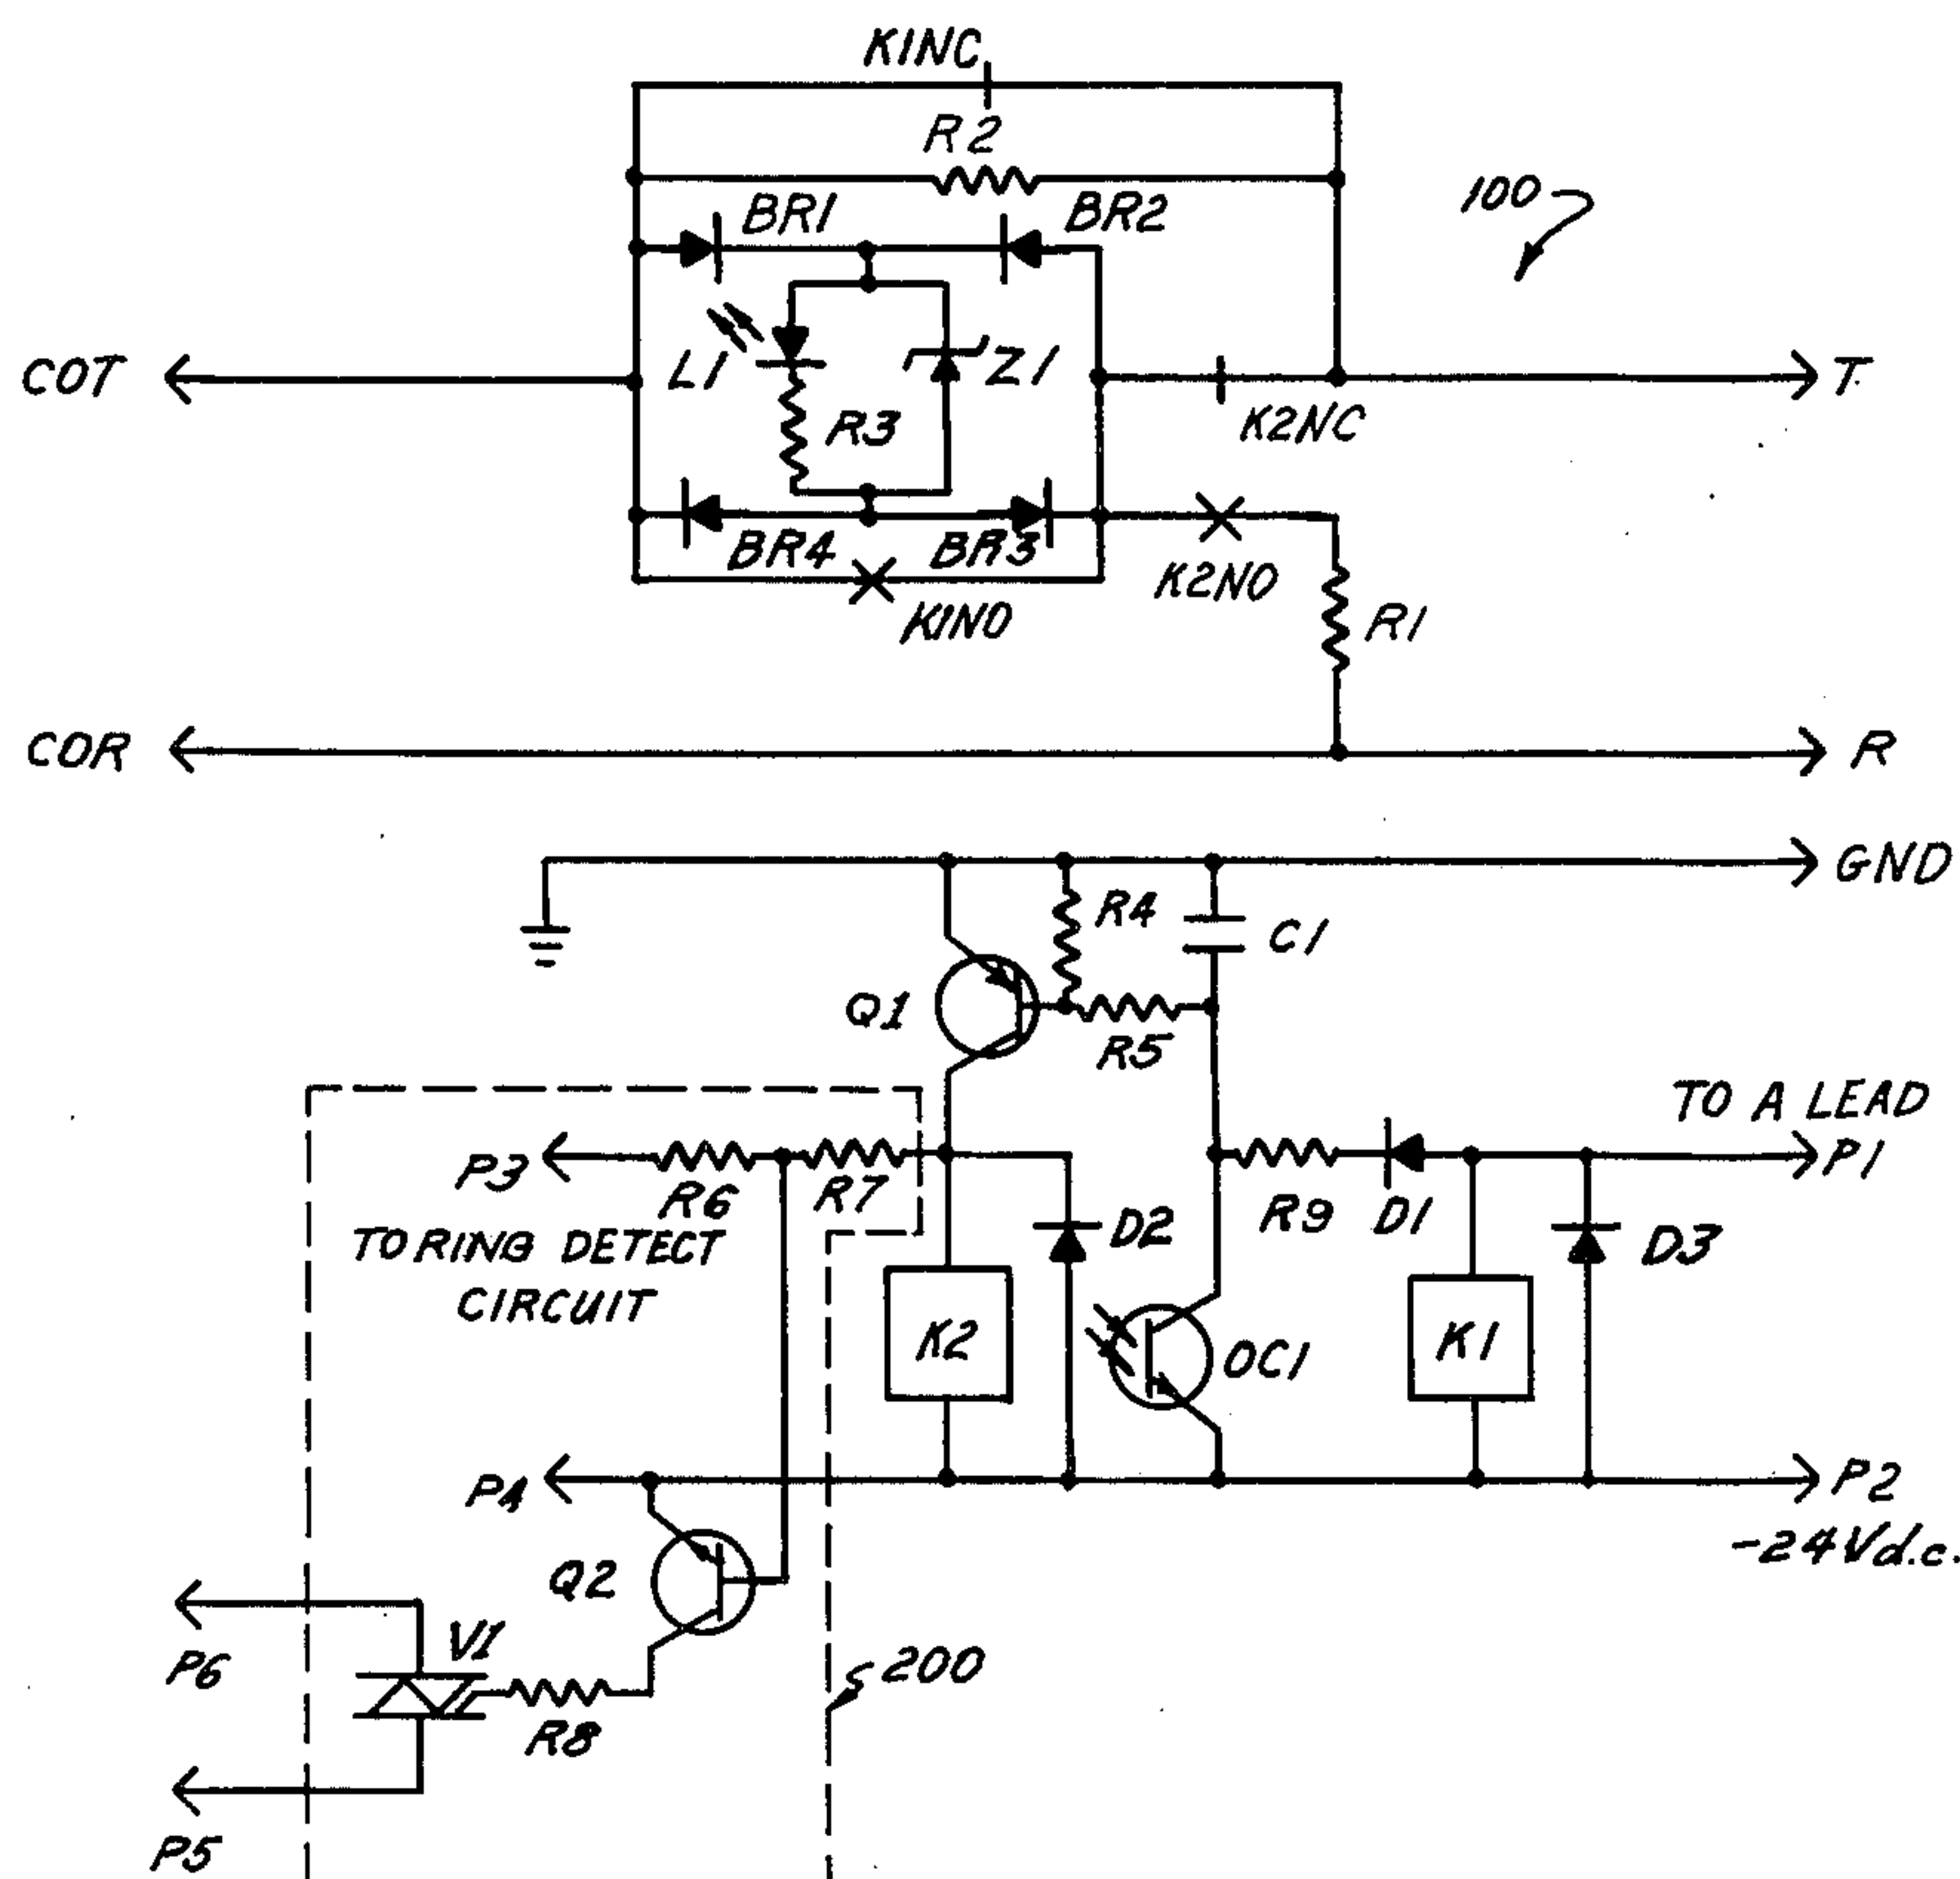 K1NC
R2
100
BR1
BR2
COT
L1
Z1
T
R3
K2NC
BR4
BR3
K2NO
K1NO
R1
COR
R
GND
R4
C1
Q1
R5
TO A LEAD
P3
R6
R7
R9
D1
P1
TO RING DETECT
CIRCUIT
D2
D3
K2
OC1
K1
P4
P2
-24Vd.c.
Q2
P6
V1
200
R8
P5